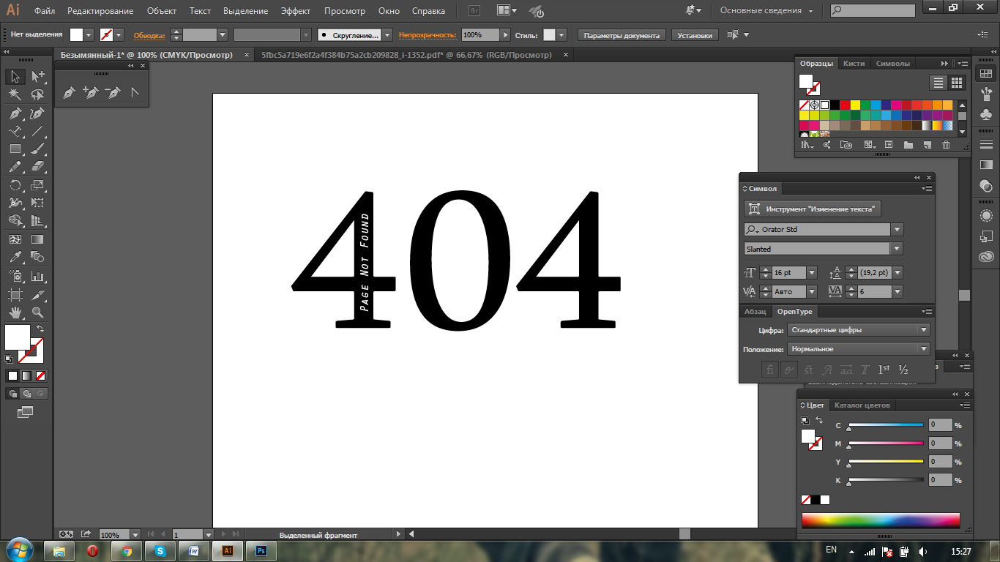 Ai Файл Редактирование Объект Текст Выделение Эффект Просмотр Окно Справка Br Основные сведения
Нет выделения Обводка: Скругление... Непрозрачность: 100% Стиль: Параметры документа Установки
Безымянный-1* @ 100% (CMYK/Просмотр) × 5fbc5a719e6f2a4f384b75a2cb209828_i-1352.pdf* @ 66,67% (RGB/Просмотр) ×
Образцы Кисти Символы
404
Page Not Found
Символ
Инструмент "Изменение текста"
Orator Std
Slanted
16 pt (19,2 pt)
Авто 6
Абзац OpenType
Цифра: Стандартные цифры
Положение: Нормальное
1st ½
Цвет Каталог цветов
C 0 %
M 0 %
Y 0 %
K 0 %
100% 1 Выделенный фрагмент
Ai Ps EN 15:27